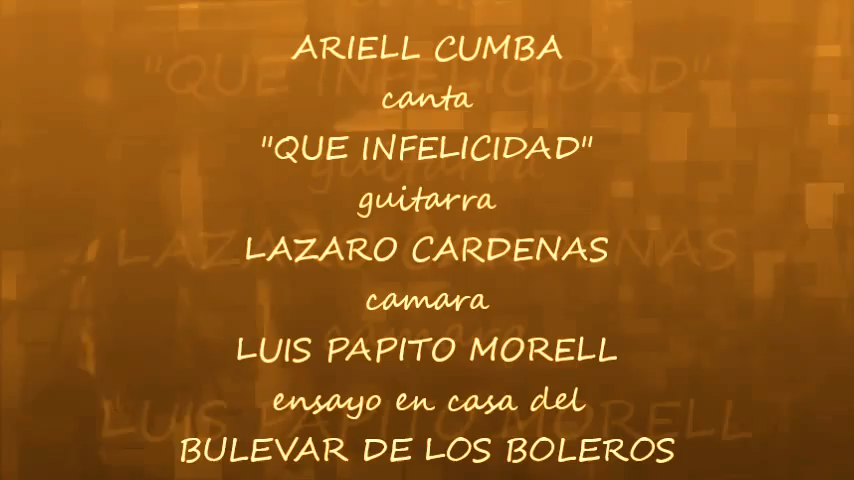 ARIELL CUMBA
canta
"QUE INFELICIDAD"
guitarra
LAZARO CARDENAS
camara
LUIS PAPITO MORELL
ensayo en casa del
BULEVAR DE LOS BOLEROS